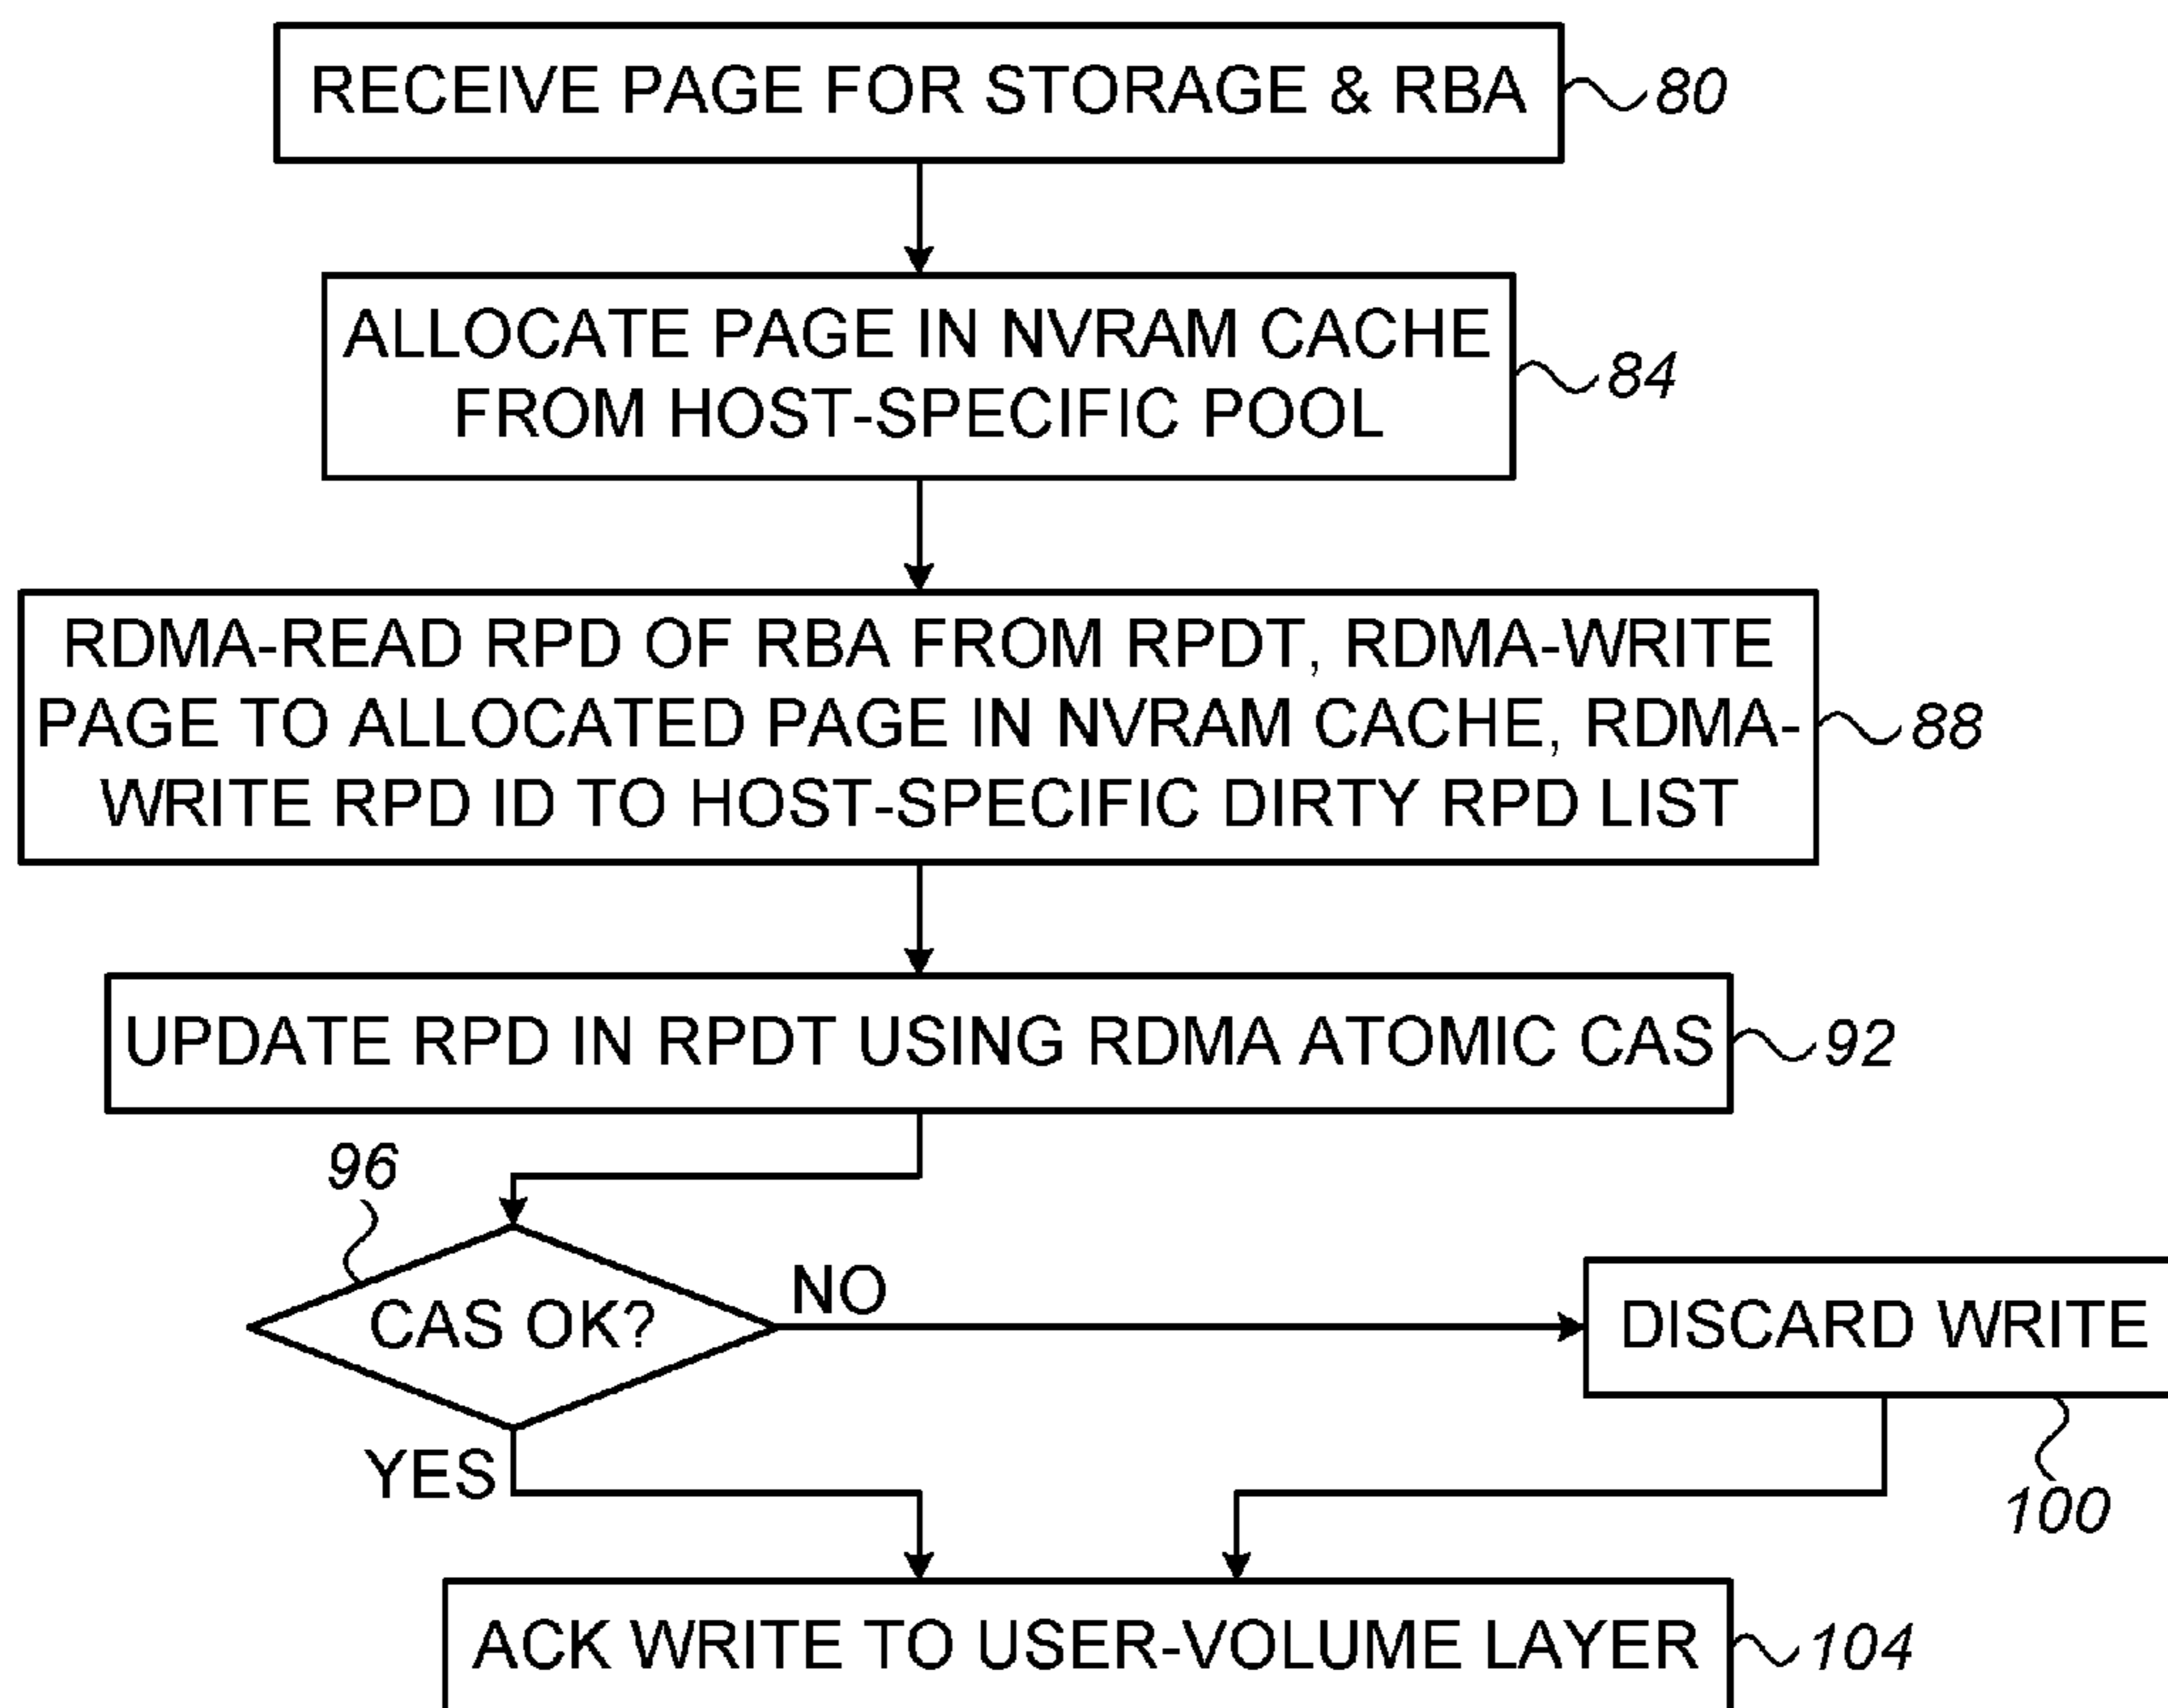 RECEIVE PAGE FOR STORAGE & RBA
80
ALLOCATE PAGE IN NVRAM CACHE
FROM HOST-SPECIFIC POOL
84
RDMA-READ RPD OF RBA FROM RPDT, RDMA-WRITE
PAGE TO ALLOCATED PAGE IN NVRAM CACHE, RDMA-
WRITE RPD ID TO HOST-SPECIFIC DIRTY RPD LIST
88
UPDATE RPD IN RPDT USING RDMA ATOMIC CAS
92
96
CAS OK?
NO
DISCARD WRITE
YES
100
ACK WRITE TO USER-VOLUME LAYER
104